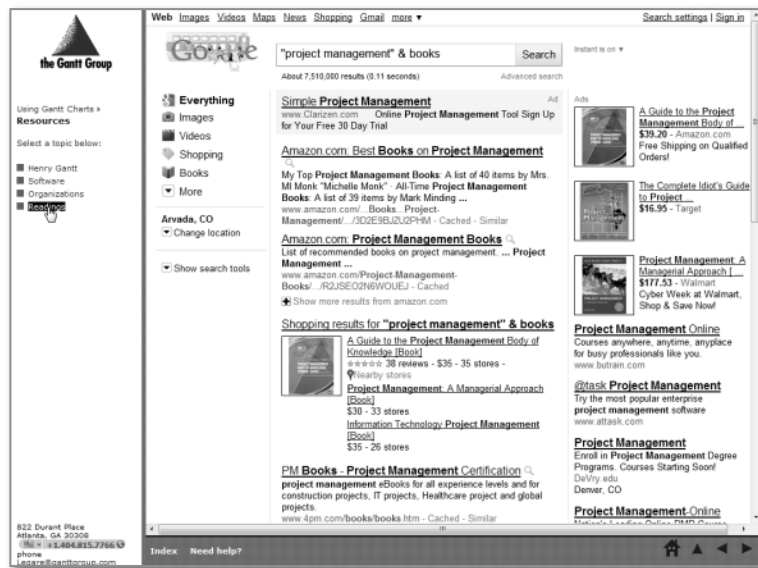 the Gantt Group
Using Gantt Charts
Resources
Select a topic below:
Henry Gantt
Software
Organizations
Readings
822 Durant Place
Atlanta, GA 30308
+1.404.815.7766
phone
Legare@ganttgroup.com
Web Images Videos Maps News Shopping Gmail more ▼
Search settings | Sign in
Google
"project management" & books
Search
Instant is on ▼
About 7,510,000 results (0.11 seconds)
Advanced search
Everything
Images
Videos
Shopping
Books
More
Arvada, CO
Change location
Show search tools
Simple Project Management
Ad
www.Clarizen.com Online Project Management Tool Sign Up
for Your Free 30 Day Trial
Amazon.com: Best Books on Project Management
My Top Project Management Books: A list of 40 items by Mrs.
MI Monk "Michelle Monk" · All-Time Project Management
Books: A list of 39 items by Mark Minding ...
www.amazon.com/...Books...Project-
Management/.../3D2E9BJZU2PHM - Cached - Similar
Amazon.com: Project Management Books
List of recommended books on project management. ... Project
Management ...
www.amazon.com/Project-Management-
Books/.../R2JSEO2N6WOUEJ - Cached
Show more results from amazon.com
Shopping results for "project management" & books
A Guide to the Project Management Body of
Knowledge [Book]
38 reviews - $35 - 35 stores -
Nearby stores
Project Management: A Managerial Approach
[Book]
$30 - 33 stores
Information Technology Project Management
[Book]
$35 - 26 stores
PM Books - Project Management Certification
project management eBooks for all experience levels and for
construction projects, IT projects, Healthcare project and global
projects.
www.4pm.com/books/books.htm - Cached - Similar
Ads
A Guide to the Project
Management Body of ...
$39.20 - Amazon.com
Free Shipping on Qualified
Orders!
The Complete Idiot's Guide
to Project ...
$16.95 - Target
Project Management: A
Managerial Approach [ ...
$177.53 - Walmart
Cyber Week at Walmart,
Shop & Save Now!
Project Management Online
Courses anywhere, anytime, anyplace
for busy professionals like you.
www.butrain.com
@task Project Management
Try the most popular enterprise
project management software
www.attask.com
Project Management
Enroll in Project Management Degree
Programs. Courses Starting Soon!
DeVry.edu
Denver, CO
Project Management-Online
Index Need help?